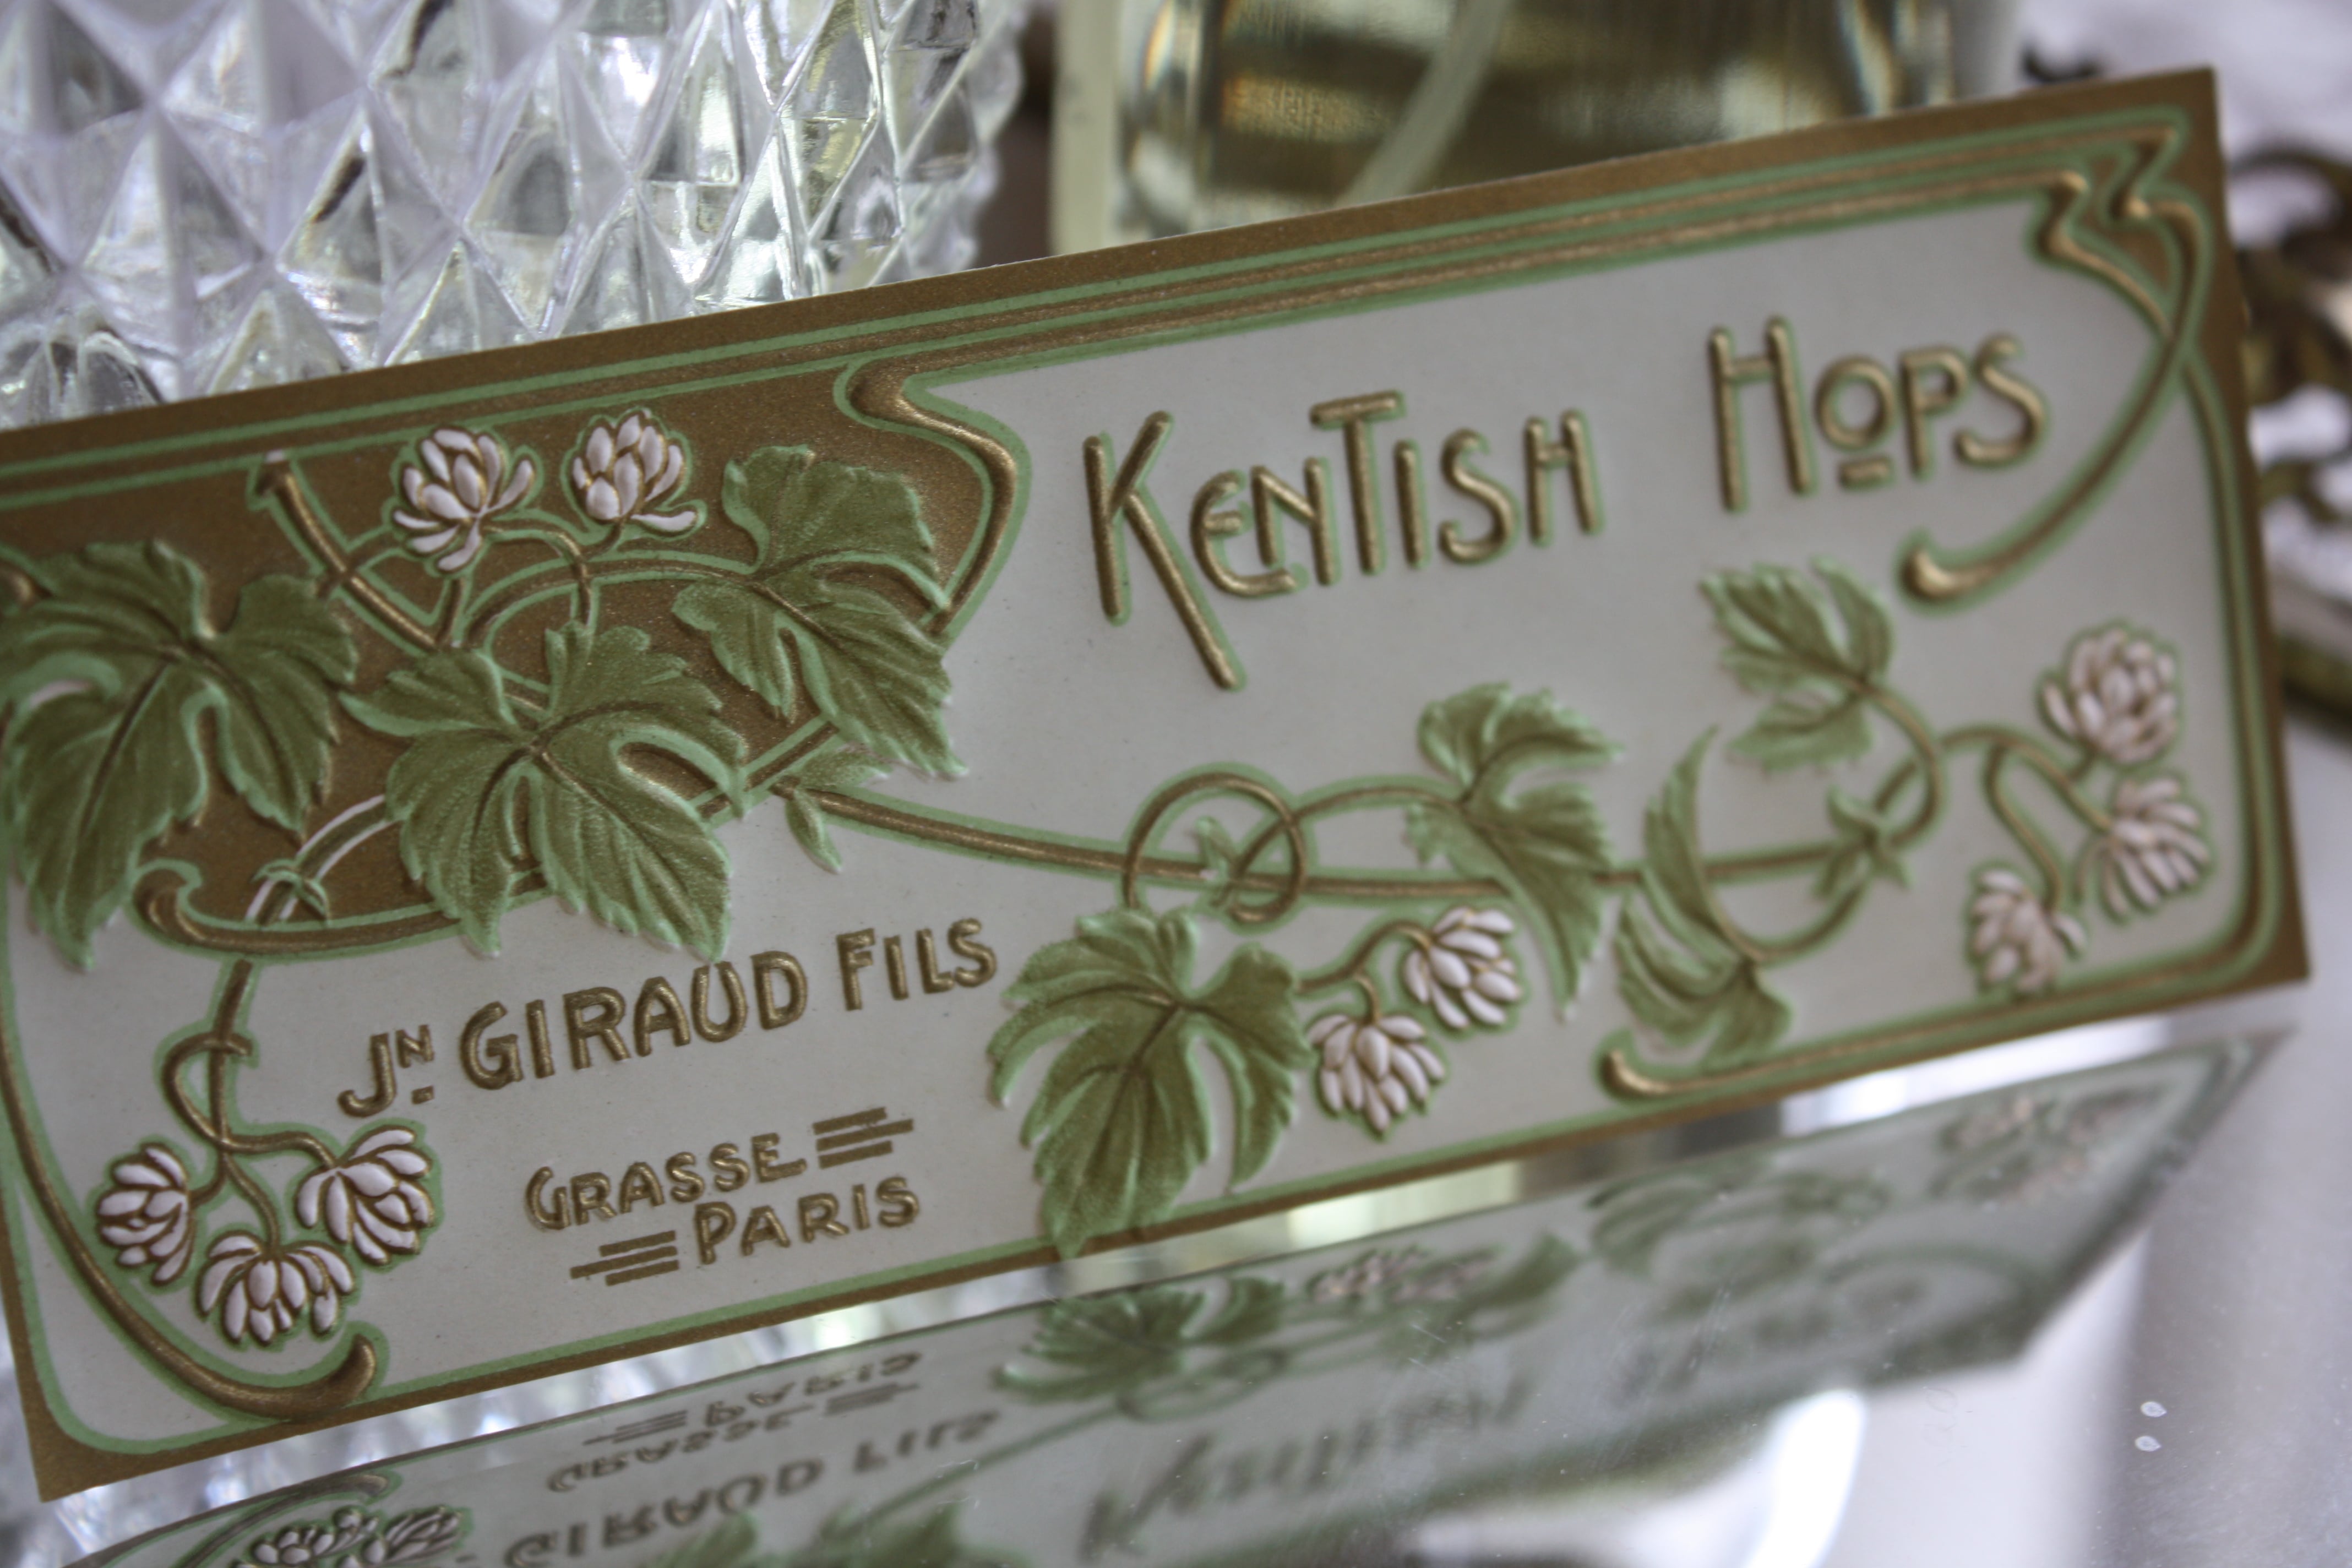 Kentish Hops
Jn. Giraud Fils
Grasse
Paris